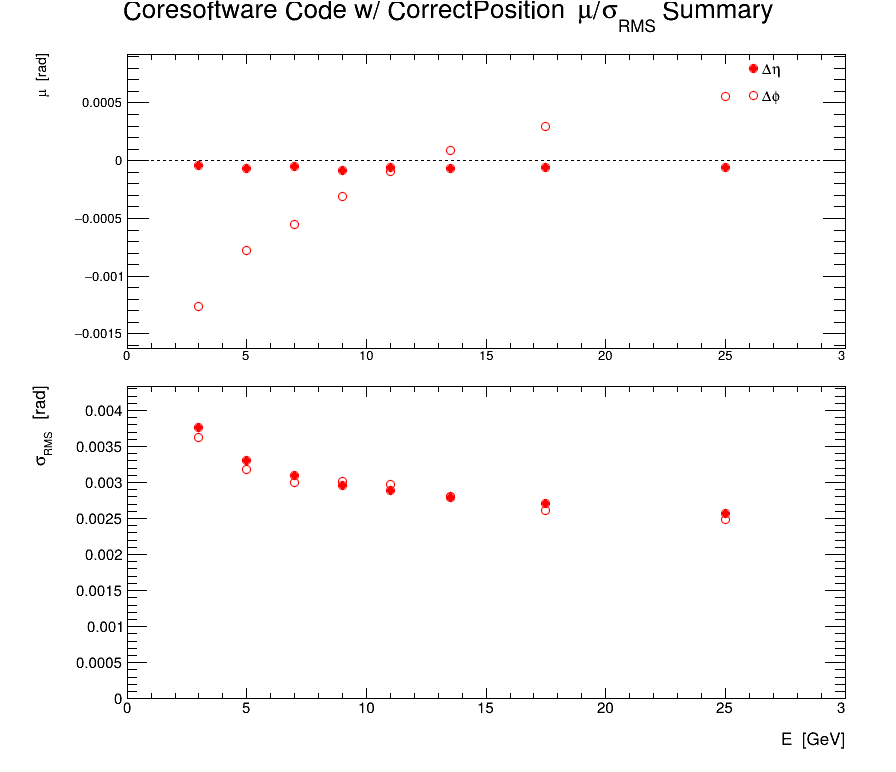 Coresoftware Code w/ CorrectPosition μ/σRMS Summary
μ [rad]
Δη
Δϕ
0.0005
0
−0.0005
−0.001
−0.0015
0 5 10 15 20 25 3
σRMS [rad]
0.004
0.0035
0.003
0.0025
0.002
0.0015
0.001
0.0005
0
0 5 10 15 20 25 3
E [GeV]